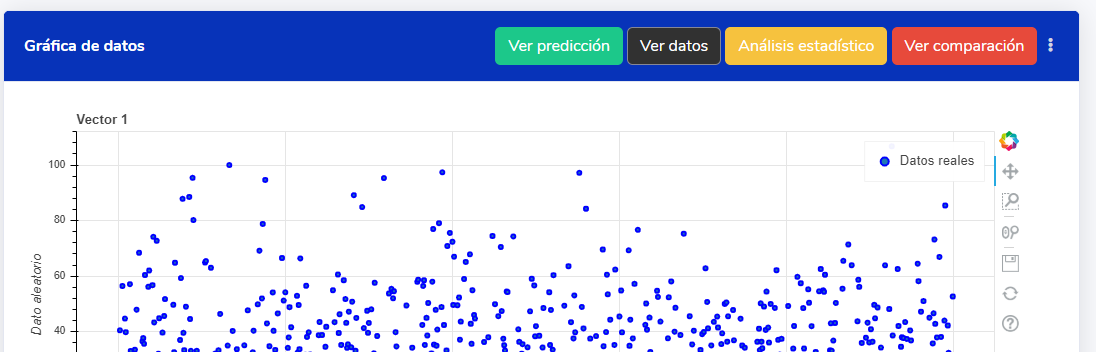 Gráfica de datos
Ver predicción
Ver datos
Análisis estadístico
Ver comparación
Vector 1
Datos reales
100
80
60
40
Dato aleatorio